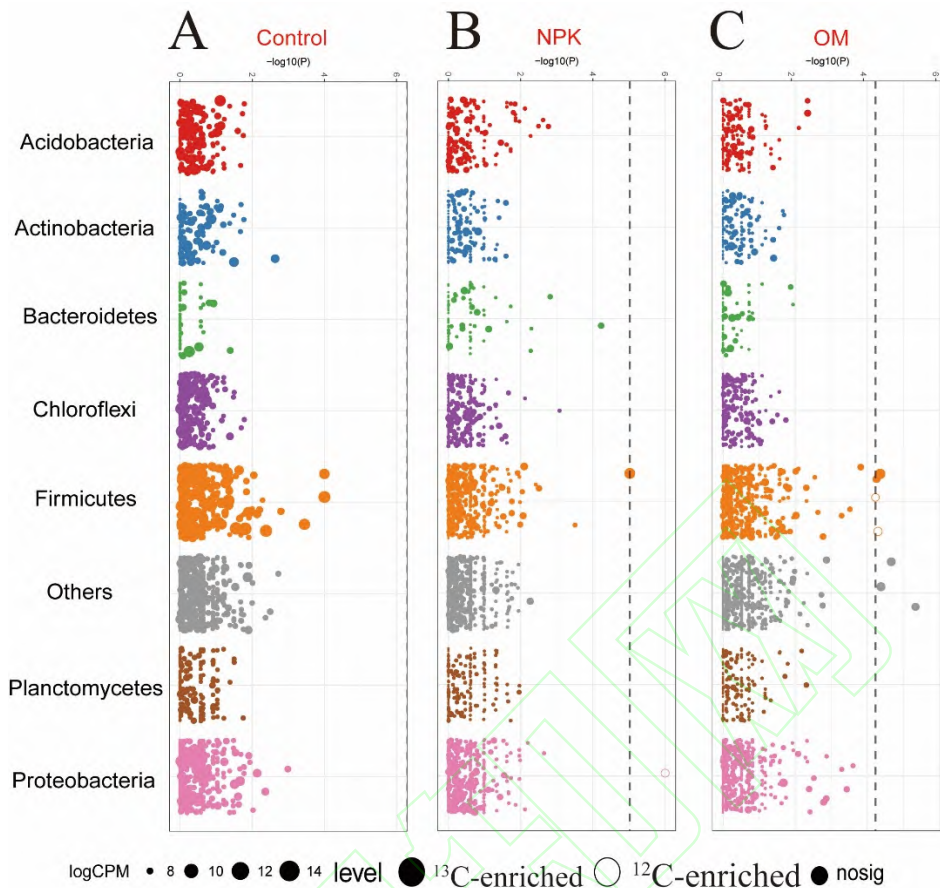 A Control
−log10(P)
0 2 4 6
B NPK
−log10(P)
0 2 4 6
C OM
−log10(P)
0 2 4 6
Acidobacteria
Actinobacteria
Bacteroidetes
Chloroflexi
Firmicutes
Others
Planctomycetes
Proteobacteria
logCPM 8 10 12 14 level ¹³C-enriched ¹²C-enriched nosig